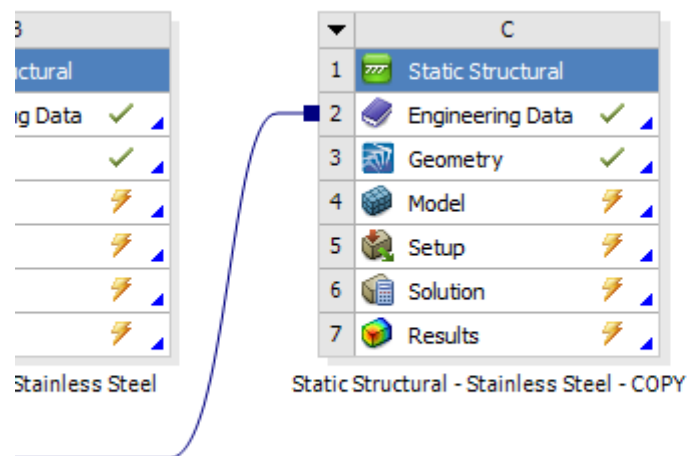 C
1 Static Structural
2 Engineering Data
3 Geometry
4 Model
5 Setup
6 Solution
7 Results
Stainless Steel
Static Structural - Stainless Steel - COPY
Data